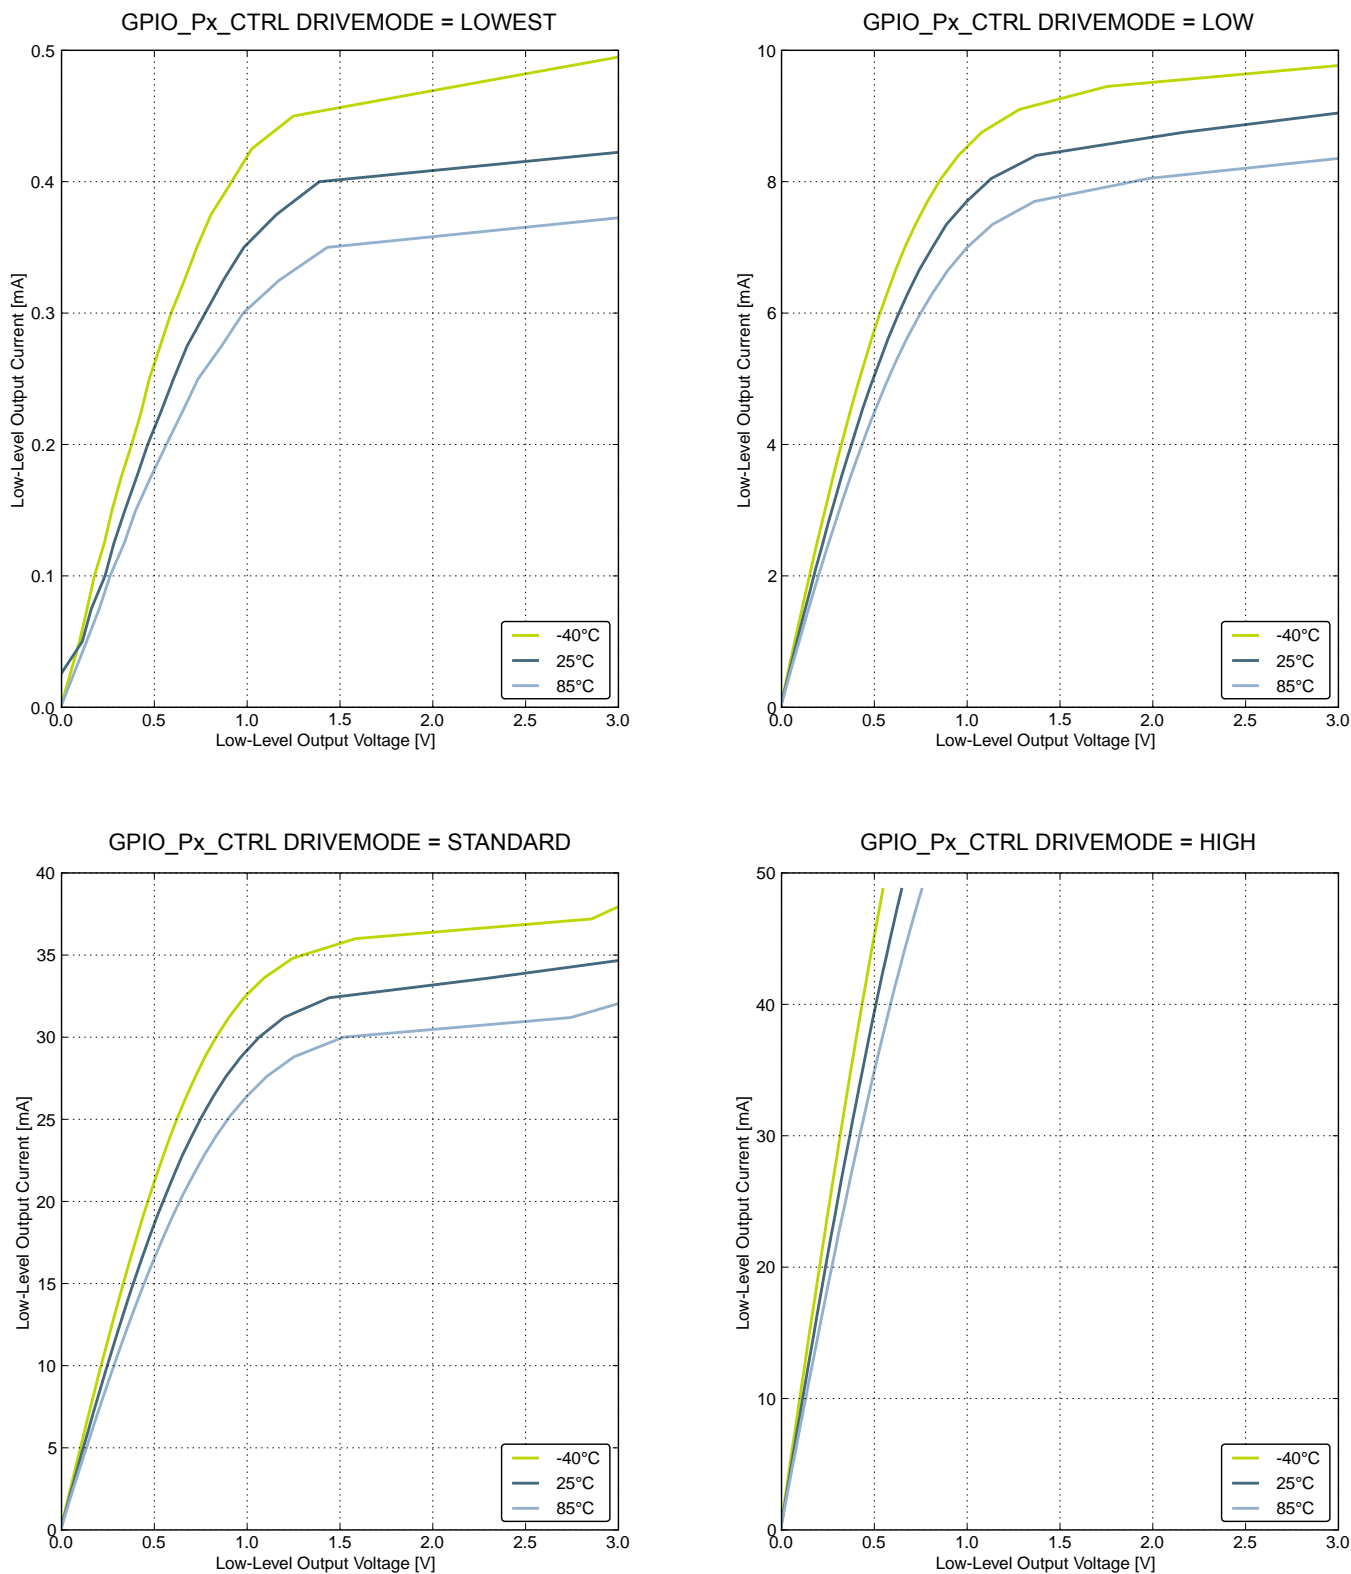 GPIO_Px_CTRL DRIVEMODE = LOWEST
0.5
0.4
0.3
0.2
0.1
0.0
Low-Level Output Current [mA]
-40°C
25°C
85°C
0.0 0.5 1.0 1.5 2.0 2.5 3.0
Low-Level Output Voltage [V]
GPIO_Px_CTRL DRIVEMODE = LOW
10
8
6
4
2
0
Low-Level Output Current [mA]
-40°C
25°C
85°C
0.0 0.5 1.0 1.5 2.0 2.5 3.0
Low-Level Output Voltage [V]
GPIO_Px_CTRL DRIVEMODE = STANDARD
40
35
30
25
20
15
10
5
0
Low-Level Output Current [mA]
-40°C
25°C
85°C
0.0 0.5 1.0 1.5 2.0 2.5 3.0
Low-Level Output Voltage [V]
GPIO_Px_CTRL DRIVEMODE = HIGH
50
40
30
20
10
0
Low-Level Output Current [mA]
-40°C
25°C
85°C
0.0 0.5 1.0 1.5 2.0 2.5 3.0
Low-Level Output Voltage [V]